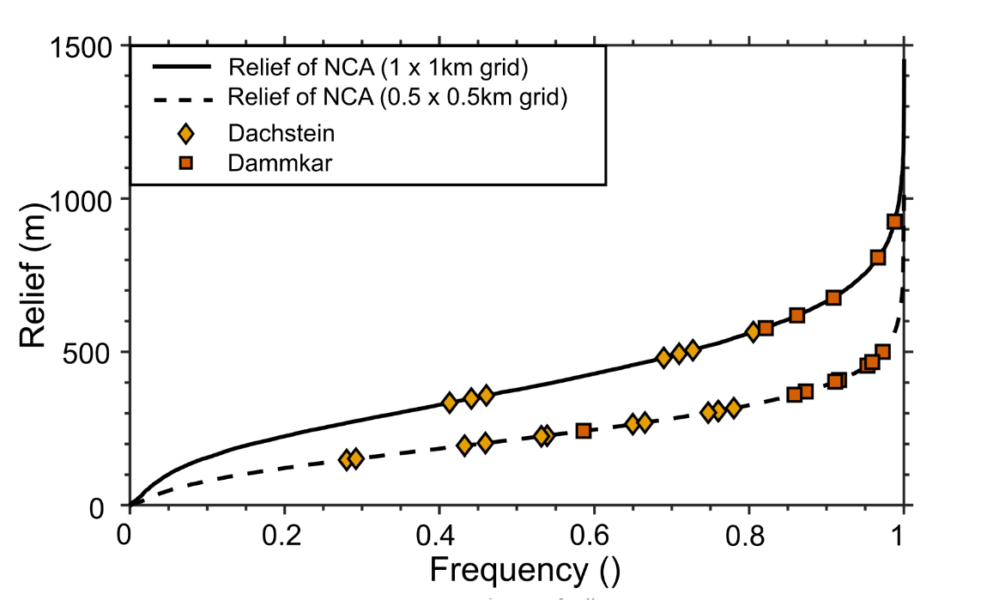 1500
Relief of NCA (1 x 1km grid)
Relief of NCA (0.5 x 0.5km grid)
Dachstein
Dammkar
1000
Relief (m)
500
0
0 0.2 0.4 0.6 0.8 1
Frequency ()